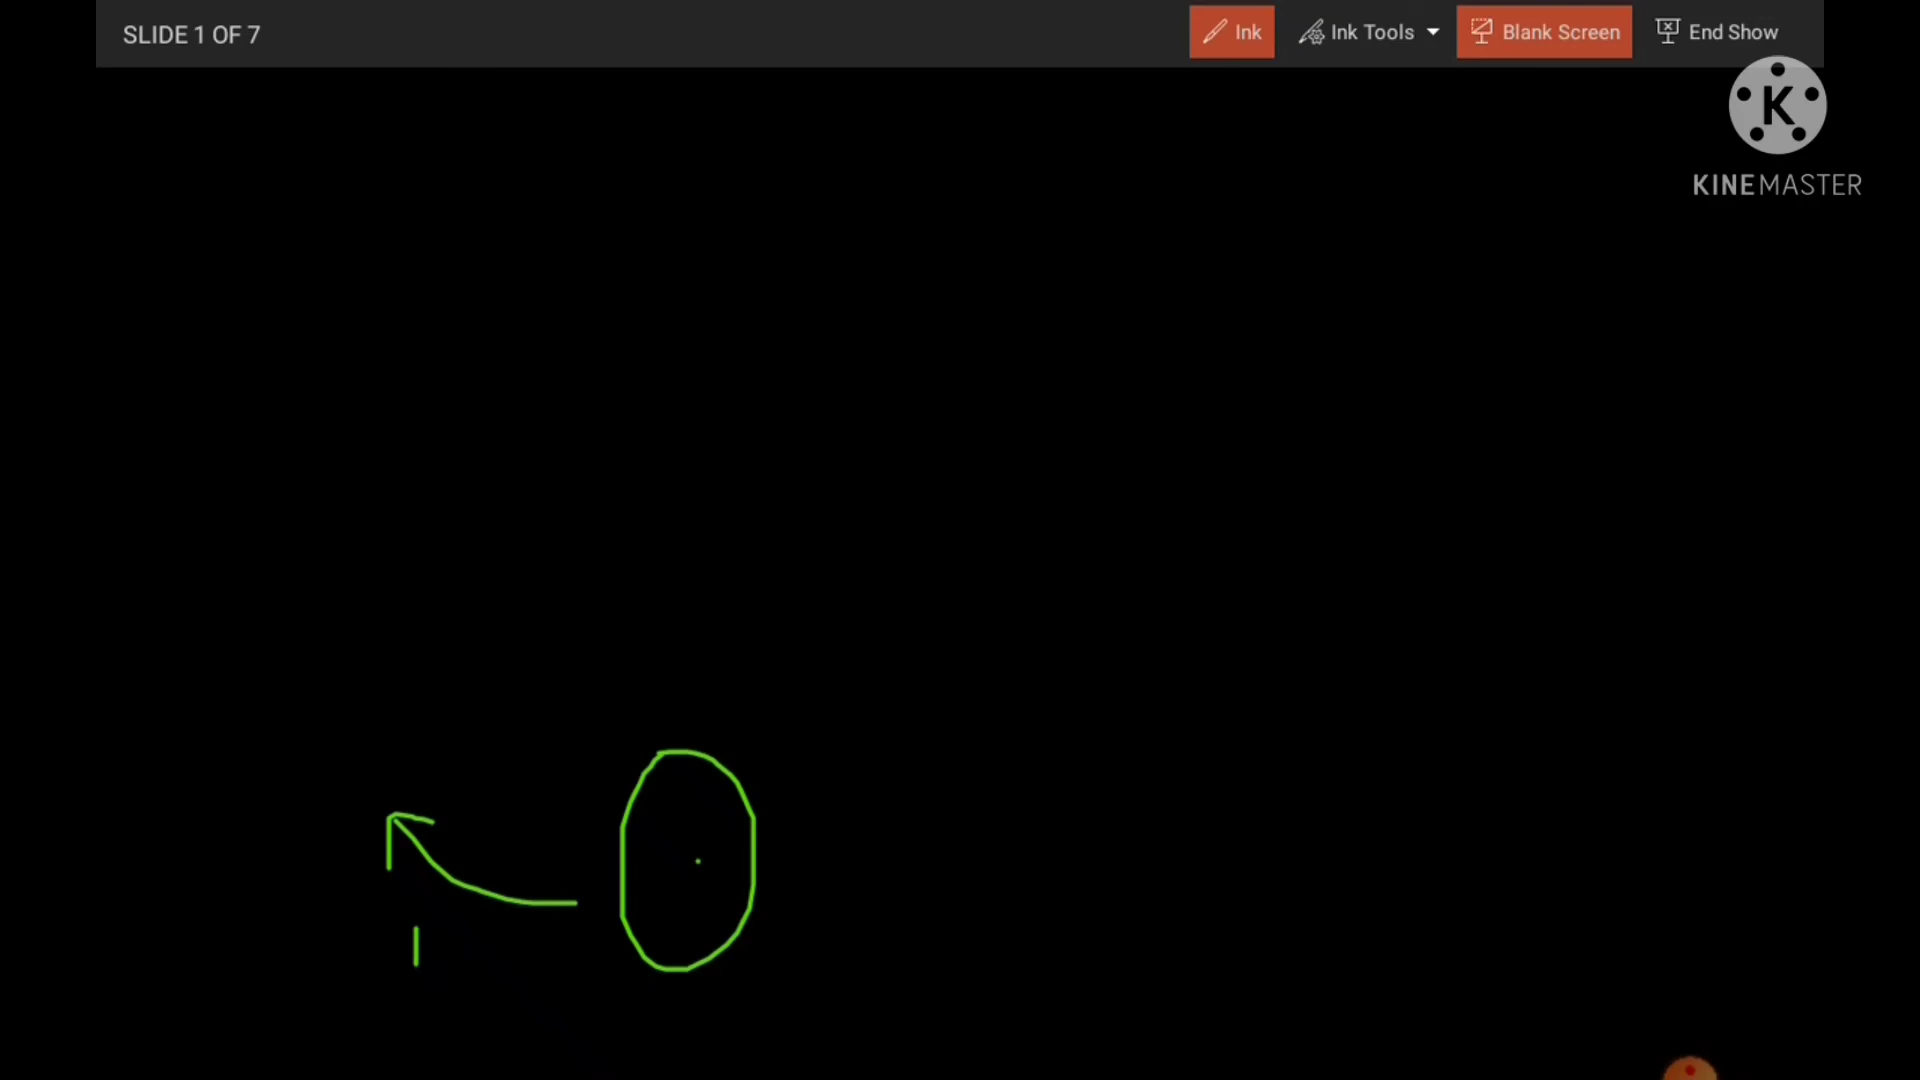 SLIDE 1 OF 7
Ink
Ink Tools
Blank Screen
End Show
K
KINEMASTER